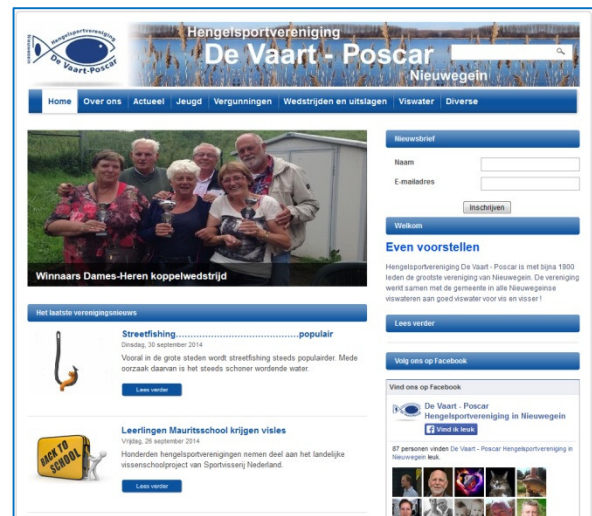 Hengelsportvereniging
De Vaart - Poscar
Nieuwegein
Hengelsportvereniging
De Vaart-Poscar
Nieuwegein
Home Over ons Actueel Jeugd Vergunningen Wedstrijden en uitslagen Viswater Diverse
Winnaars Dames-Heren koppelwedstrijd
Het laatste verenigingsnieuws
Streetfishing……………………………………populair
Dinsdag, 30 september 2014
Vooral in de grote steden wordt streetfishing steeds populairder. Mede
oorzaak daarvan is het steeds schoner wordende water.
Lees verder
BACK TO
SCHOOL
Leerlingen Mauritsschool krijgen visles
Vrijdag, 26 september 2014
Honderden hengelsportverenigingen nemen deel aan het landelijke
vissenschoolproject van Sportvisserij Nederland.
Lees verder
Nieuwsbrief
Naam
E-mailadres
Inschrijven
Welkom
Even voorstellen
Hengelsportvereniging De Vaart - Poscar is met bijna 1900
leden de grootste vereniging van Nieuwegein. De vereniging
werkt samen met de gemeente in alle Nieuwegeinse
viswateren aan goed viswater voor vis en visser !
Lees verder
Volg ons op Facebook
Vind ons op Facebook
De Vaart - Poscar
Hengelsportvereniging in Nieuwegein
Vind ik leuk
87 personen vinden De Vaart - Poscar Hengelsportvereniging in
Nieuwegein leuk.